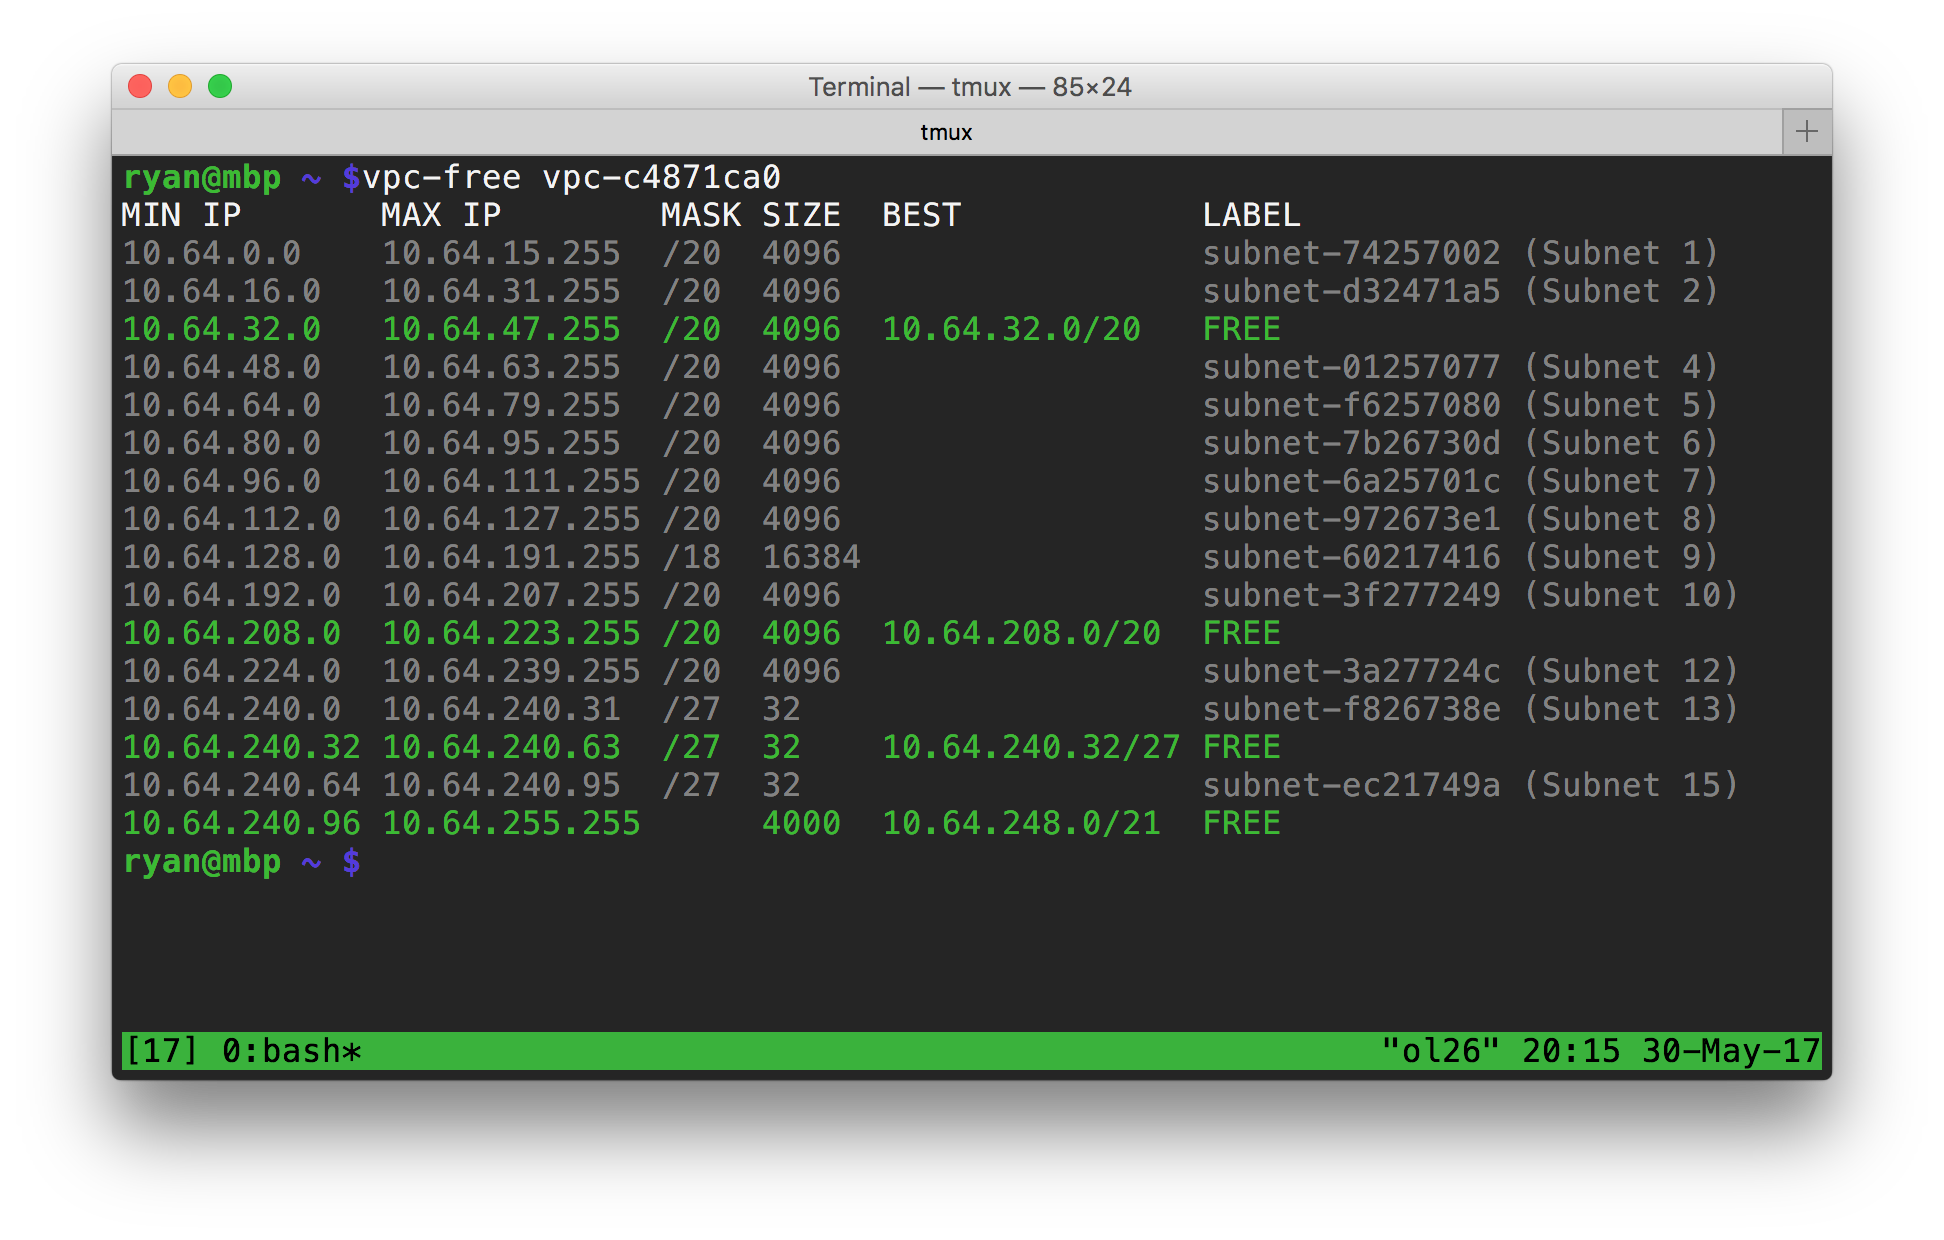 Terminal — tmux — 85×24
tmux
ryan@mbp ~ $vpc-free vpc-c4871ca0
MIN IP       MAX IP        MASK SIZE  BEST            LABEL
10.64.0.0    10.64.15.255  /20  4096                  subnet-74257002 (Subnet 1)
10.64.16.0   10.64.31.255  /20  4096                  subnet-d32471a5 (Subnet 2)
10.64.32.0   10.64.47.255  /20  4096  10.64.32.0/20   FREE
10.64.48.0   10.64.63.255  /20  4096                  subnet-01257077 (Subnet 4)
10.64.64.0   10.64.79.255  /20  4096                  subnet-f6257080 (Subnet 5)
10.64.80.0   10.64.95.255  /20  4096                  subnet-7b26730d (Subnet 6)
10.64.96.0   10.64.111.255 /20  4096                  subnet-6a25701c (Subnet 7)
10.64.112.0  10.64.127.255 /20  4096                  subnet-972673e1 (Subnet 8)
10.64.128.0  10.64.191.255 /18  16384                 subnet-60217416 (Subnet 9)
10.64.192.0  10.64.207.255 /20  4096                  subnet-3f277249 (Subnet 10)
10.64.208.0  10.64.223.255 /20  4096  10.64.208.0/20  FREE
10.64.224.0  10.64.239.255 /20  4096                  subnet-3a27724c (Subnet 12)
10.64.240.0  10.64.240.31  /27  32                    subnet-f826738e (Subnet 13)
10.64.240.32 10.64.240.63  /27  32    10.64.240.32/27 FREE
10.64.240.64 10.64.240.95  /27  32                    subnet-ec21749a (Subnet 15)
10.64.240.96 10.64.255.255      4000  10.64.248.0/21  FREE
ryan@mbp ~ $
[17] 0:bash* "ol26" 20:15 30-May-17